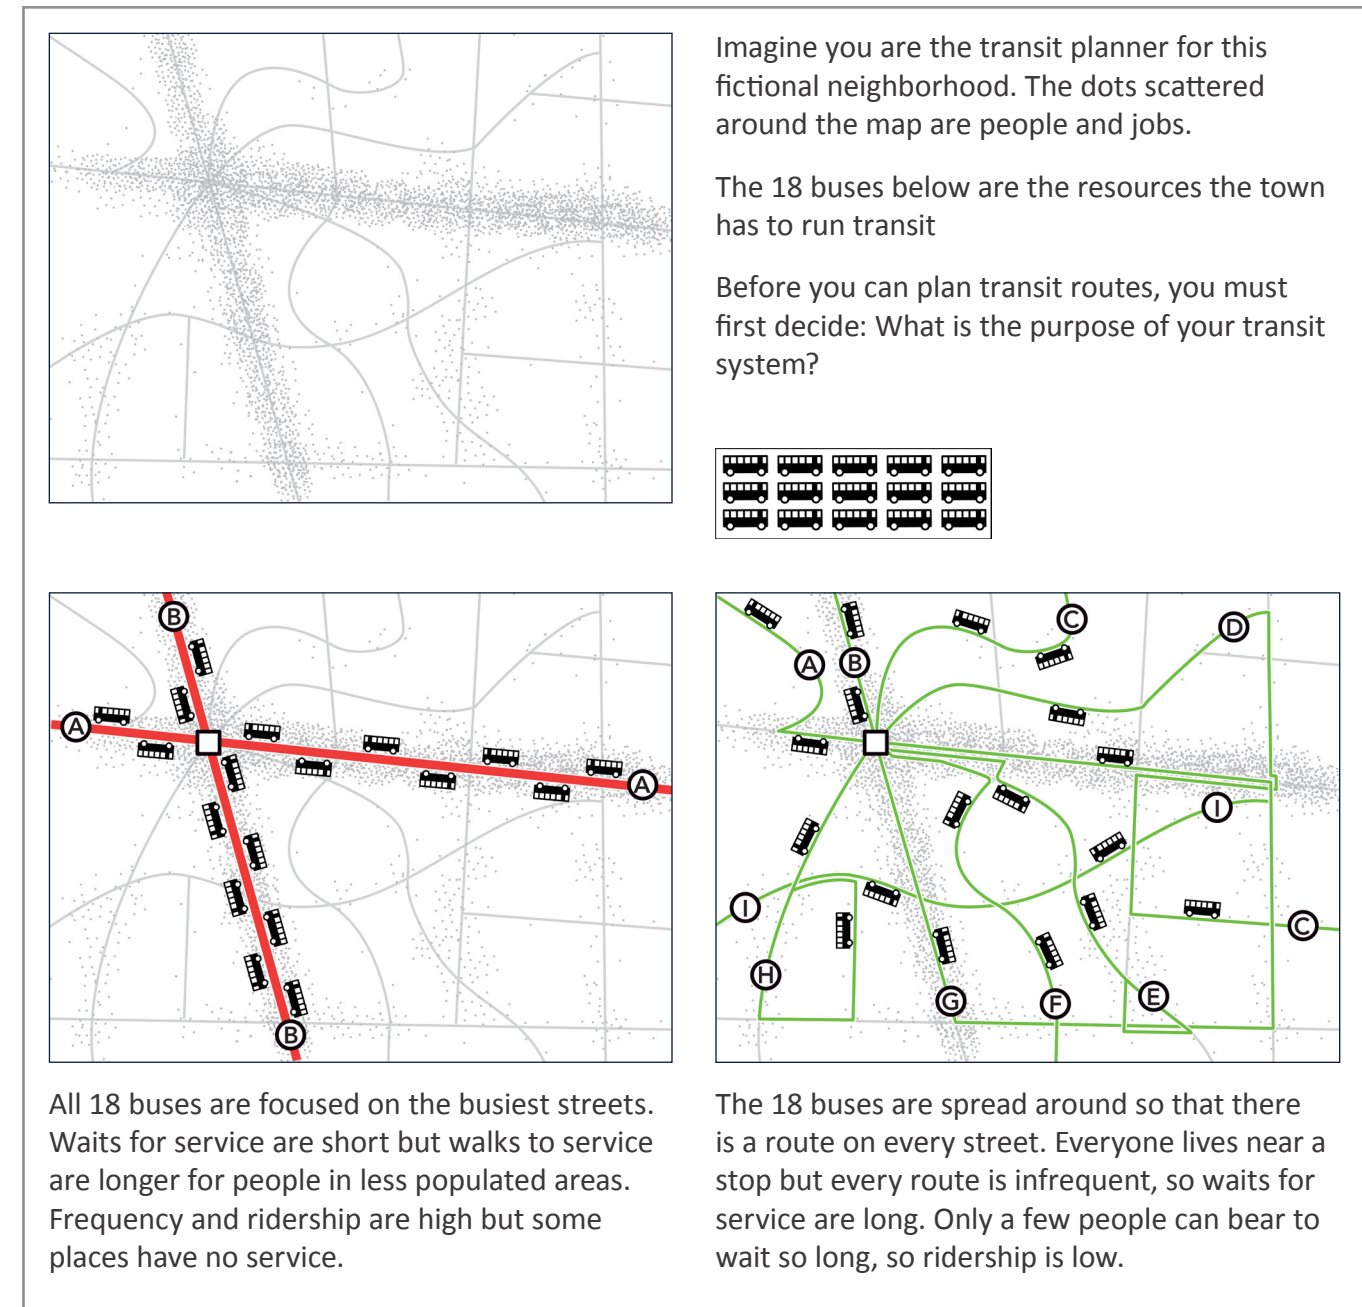 Imagine you are the transit planner for this
fictional neighborhood. The dots scattered
around the map are people and jobs.
The 18 buses below are the resources the town
has to run transit
Before you can plan transit routes, you must
first decide: What is the purpose of your transit
system?
B
A
A
B
A
B
C
D
I
I
C
H
G
F
E
All 18 buses are focused on the busiest streets.
Waits for service are short but walks to service
are longer for people in less populated areas.
Frequency and ridership are high but some
places have no service.
The 18 buses are spread around so that there
is a route on every street. Everyone lives near a
stop but every route is infrequent, so waits for
service are long. Only a few people can bear to
wait so long, so ridership is low.